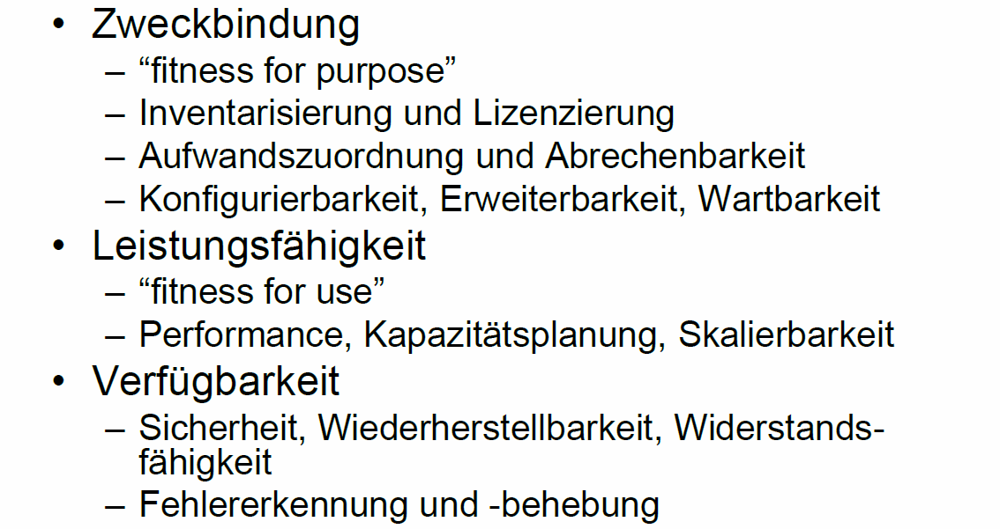 • Zweckbindung
– “fitness for purpose”
– Inventarisierung und Lizenzierung
– Aufwandszuordnung und Abrechenbarkeit
– Konfigurierbarkeit, Erweiterbarkeit, Wartbarkeit
• Leistungsfähigkeit
– “fitness for use”
– Performance, Kapazitätsplanung, Skalierbarkeit
• Verfügbarkeit
– Sicherheit, Wiederherstellbarkeit, Widerstands-
fähigkeit
– Fehlererkennung und -behebung